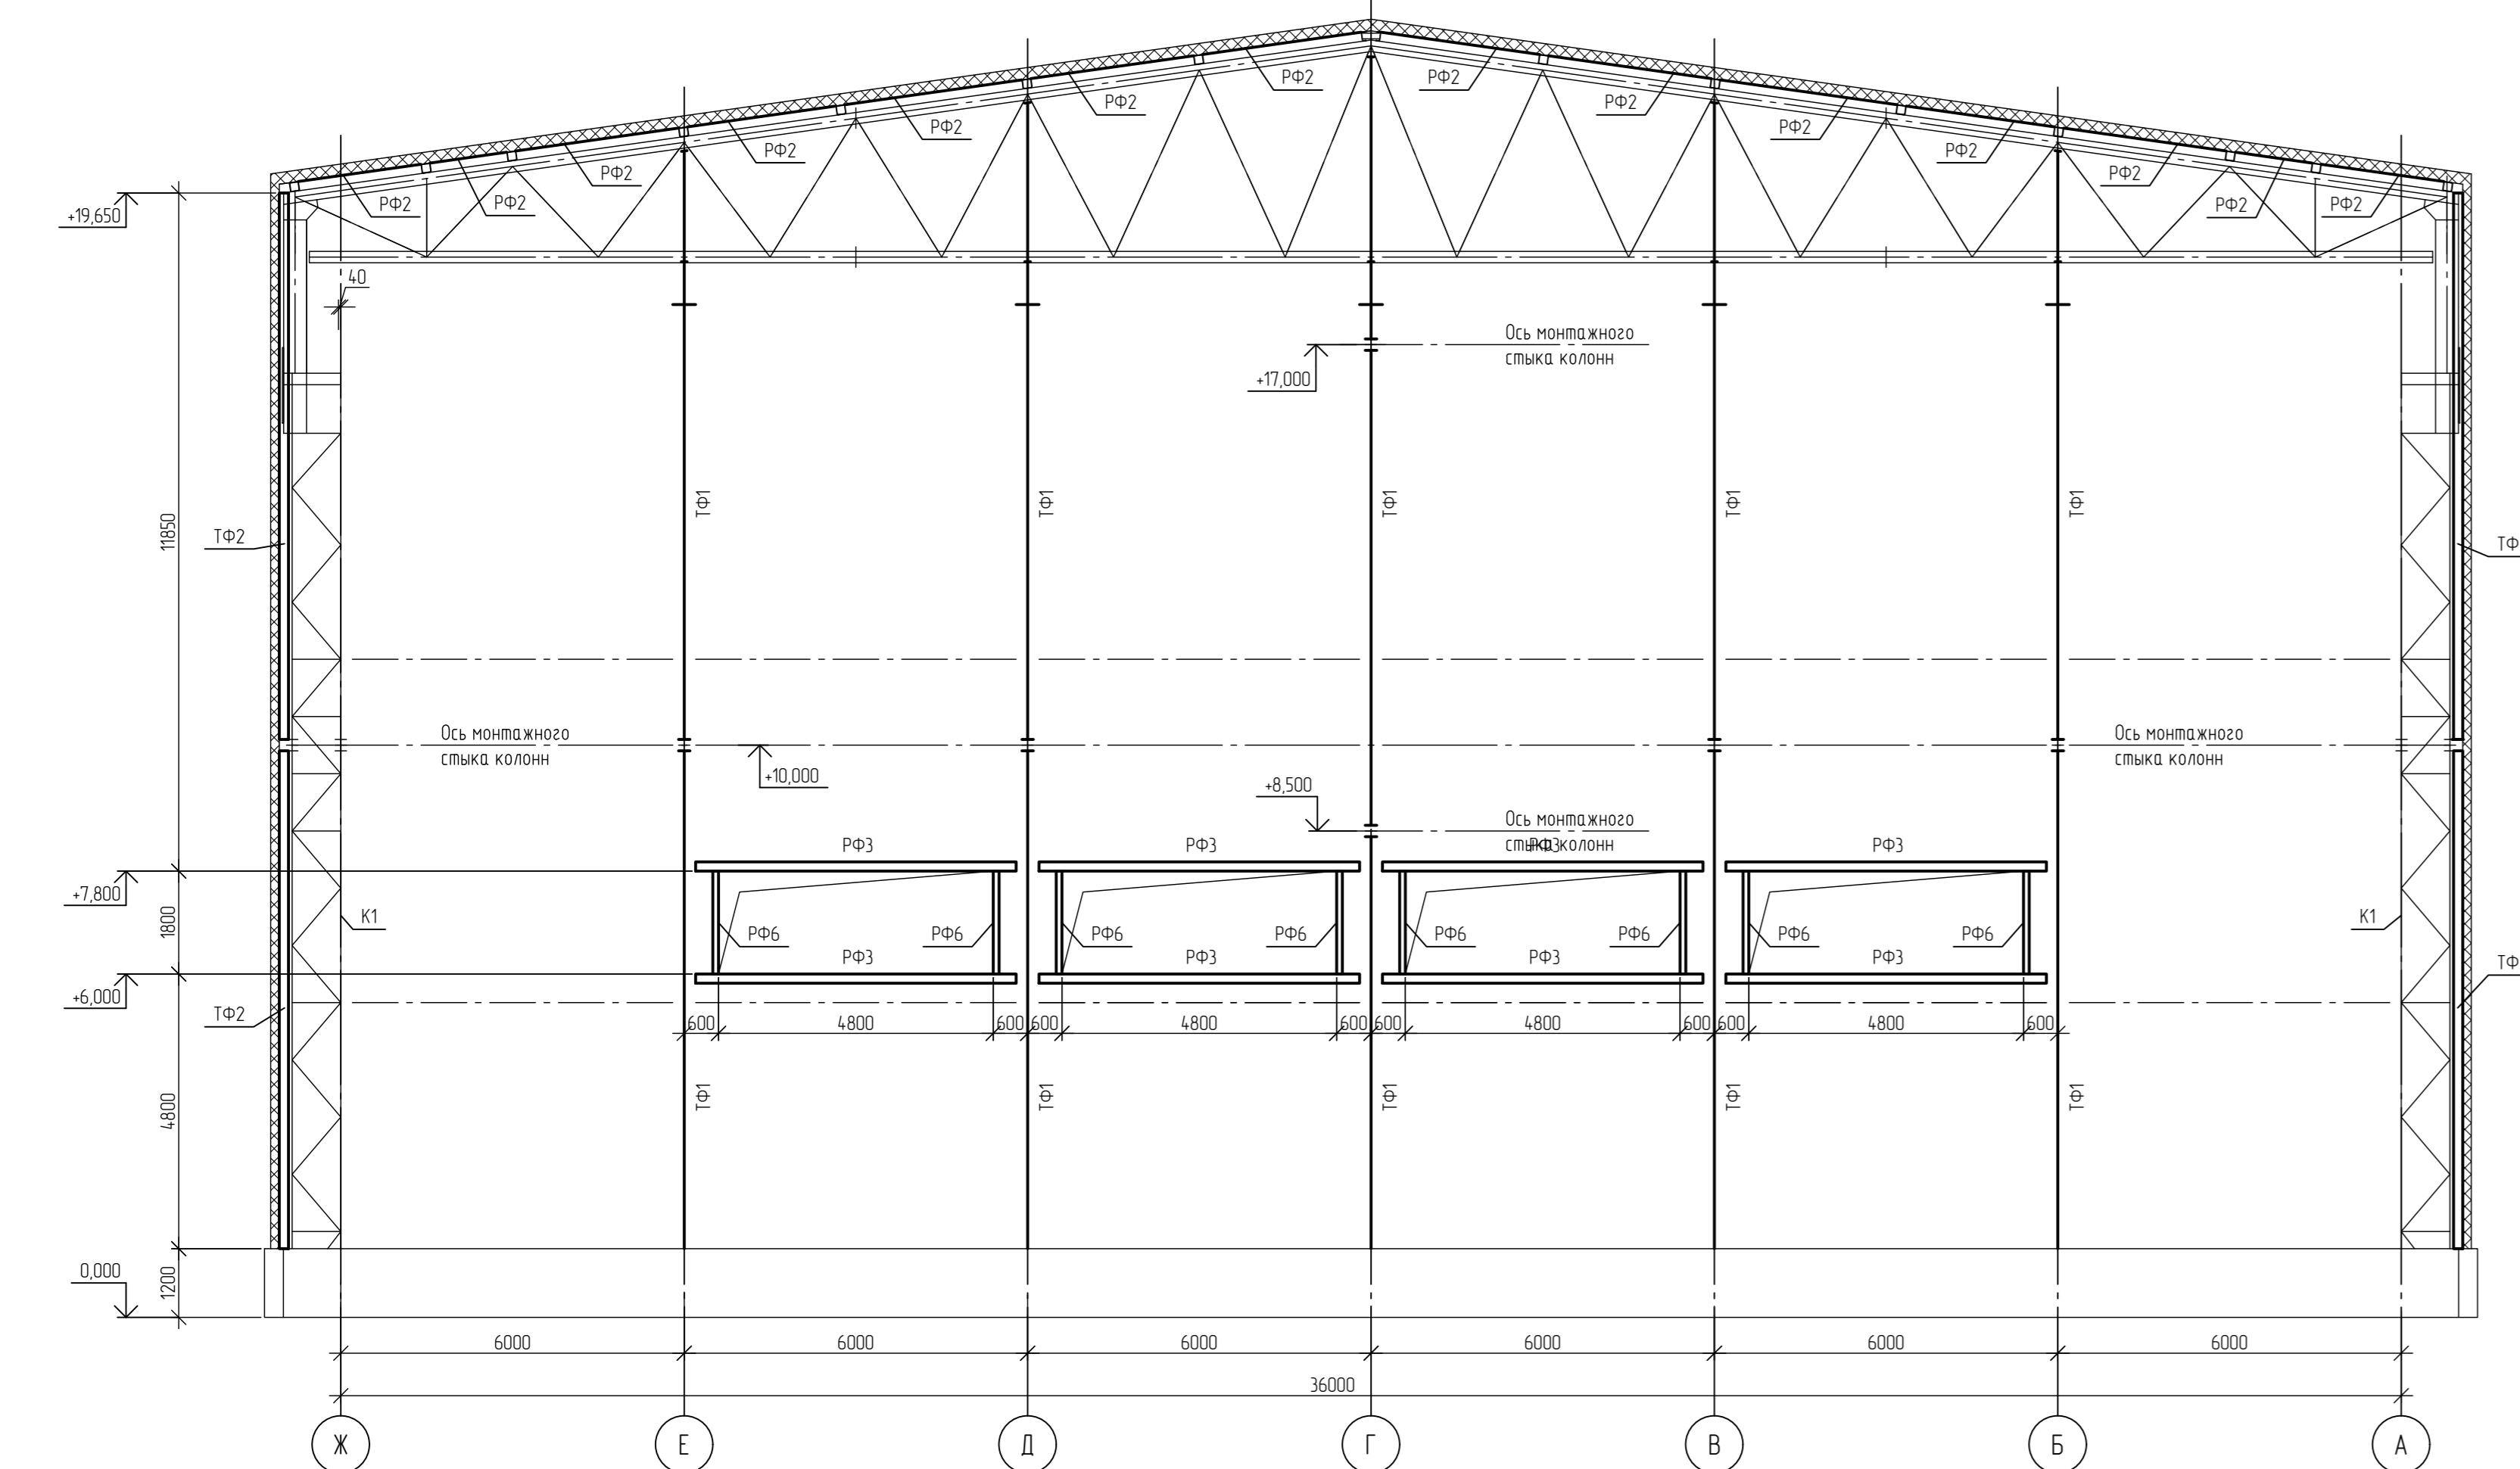 РФ2
РФ2
РФ2
РФ2
РФ2
РФ2
РФ2
РФ2
РФ2
РФ2
РФ2
РФ2
РФ2
РФ2
+19,650
40
Ось монтажного
стыка колонн
+17,000
ТФ1
ТФ1
ТФ1
ТФ1
ТФ1
11850
ТФ2
ТФ
Ось монтажного
стыка колонн
+10,000
Ось монтажного
стыка колонн
+8,500
Ось монтажного
стыка колонн
РФ3
РФ3
РФ3
РФ3
+7,800
1800
К1
К1
РФ6
РФ6
РФ6
РФ6
РФ6
РФ6
РФ6
РФ6
РФ3
РФ3
РФ3
РФ3
+6,000
ТФ2
ТФ
600
4800
600
600
4800
600
600
4800
600
600
4800
600
4800
ТФ1
ТФ1
ТФ1
ТФ1
ТФ1
0,000
1200
6000
6000
6000
6000
6000
6000
36000
Ж
Е
Д
Г
В
Б
А